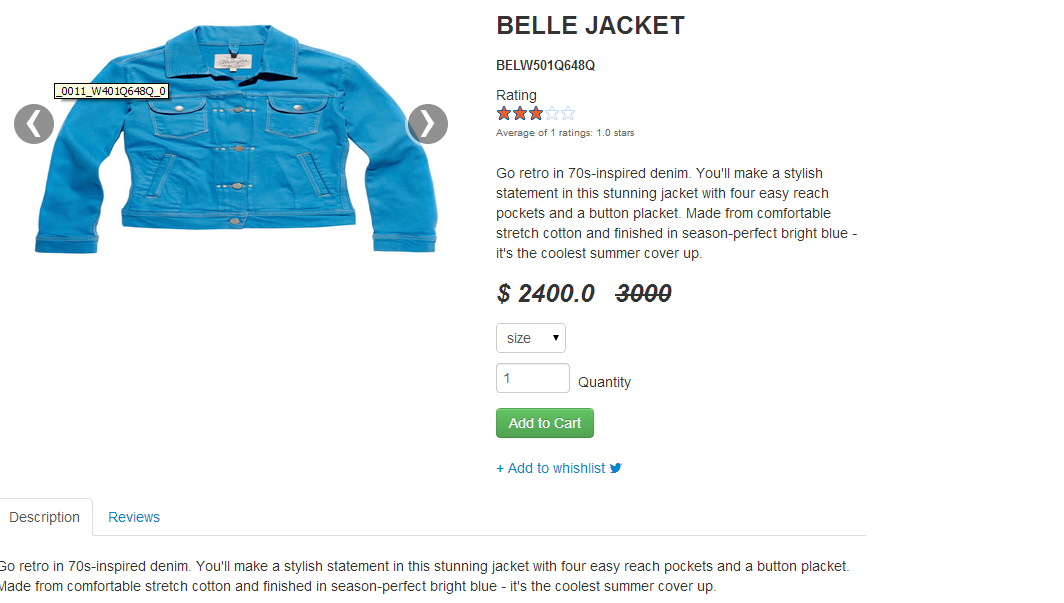 BELLE JACKET
BELW501Q648Q
_0011_W401Q648Q_0
Rating
Average of 1 ratings: 1.0 stars
Go retro in 70s-inspired denim. You'll make a stylish
statement in this stunning jacket with four easy reach
pockets and a button placket. Made from comfortable
stretch cotton and finished in season-perfect bright blue -
it's the coolest summer cover up.
$ 2400.0 3000
size
1 Quantity
Add to Cart
+ Add to whishlist
Description Reviews
Go retro in 70s-inspired denim. You'll make a stylish statement in this stunning jacket with four easy reach pockets and a button placket.
Made from comfortable stretch cotton and finished in season-perfect bright blue - it's the coolest summer cover up.